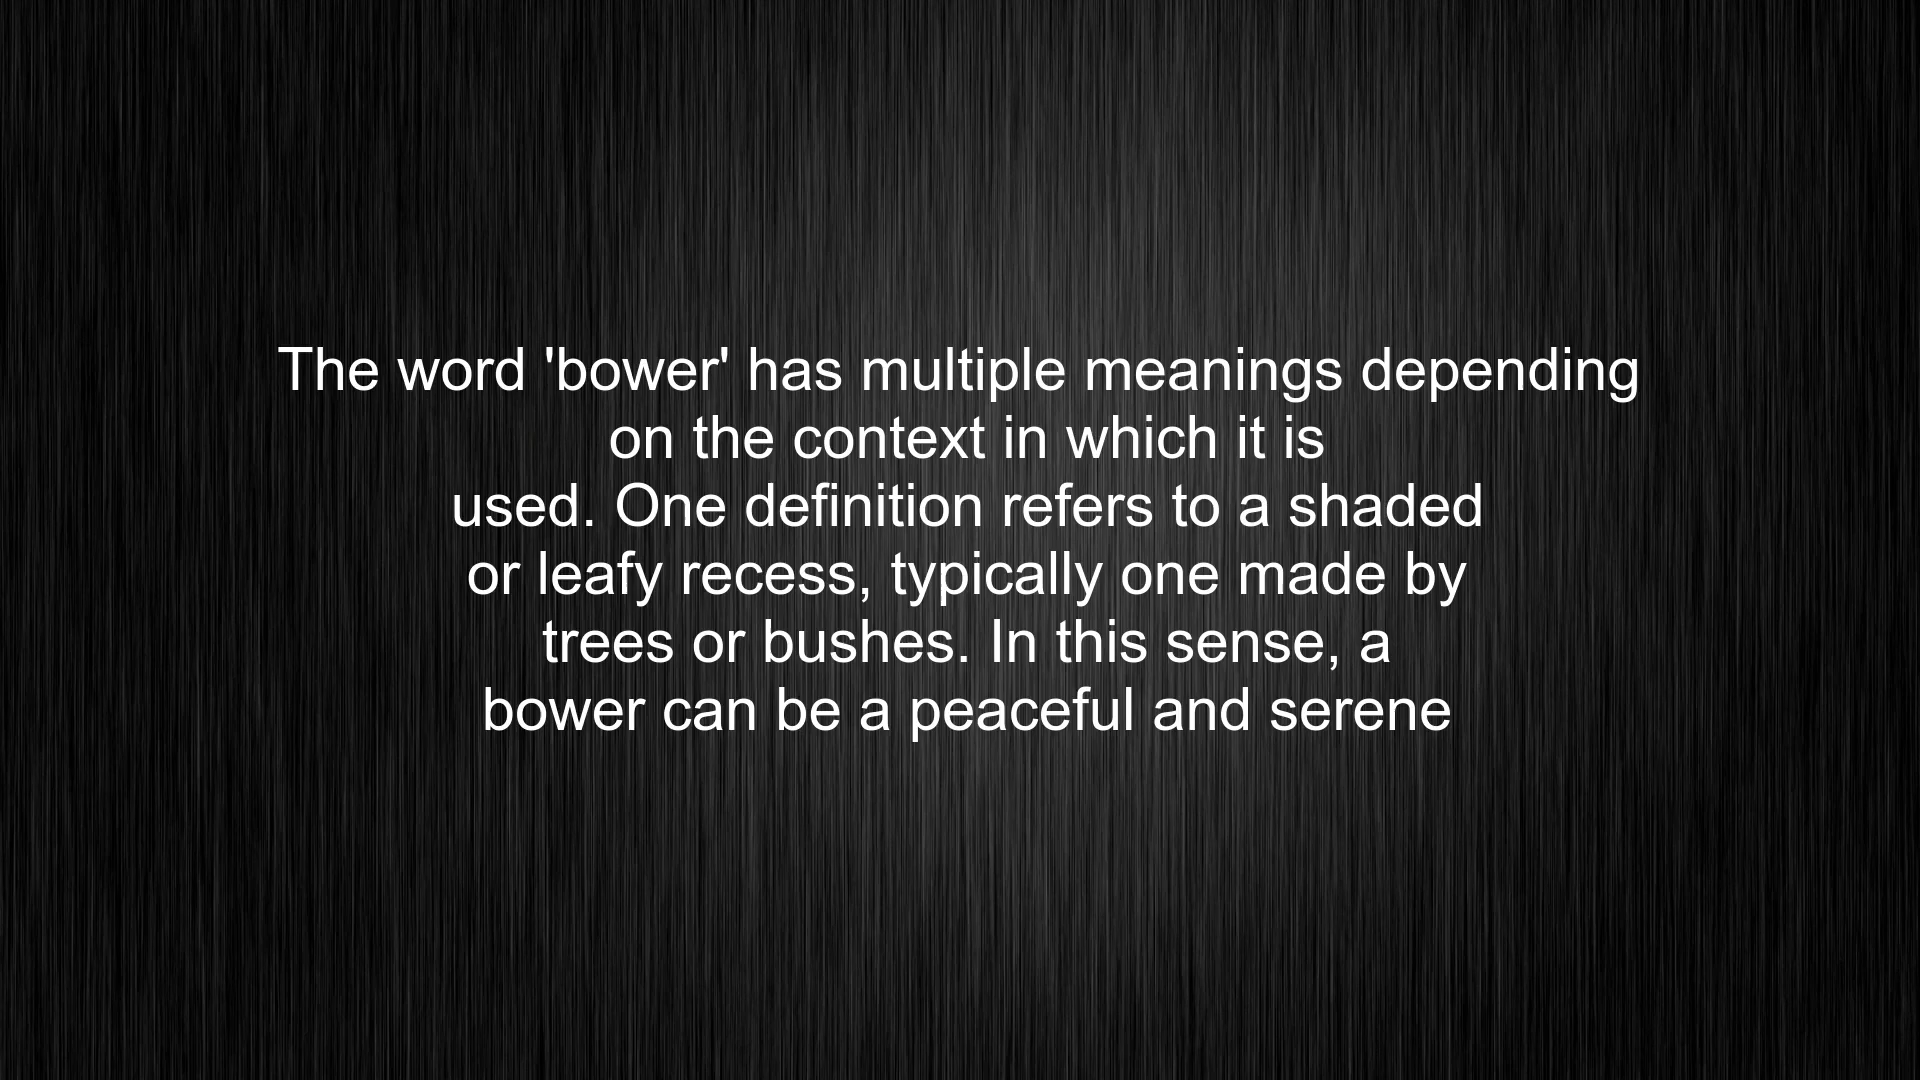 The word 'bower' has multiple meanings depending
on the context in which it is
used. One definition refers to a shaded
or leafy recess, typically one made by
trees or bushes. In this sense, a
bower can be a peaceful and serene